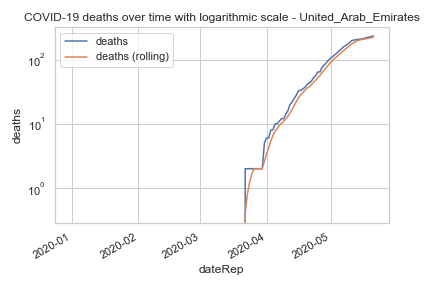 COVID-19 deaths over time with logarithmic scale - United_Arab_Emirates
deaths
deaths (rolling)
10²
10¹
10⁰
deaths
2020-01
2020-02
2020-03
2020-04
2020-05
dateRep